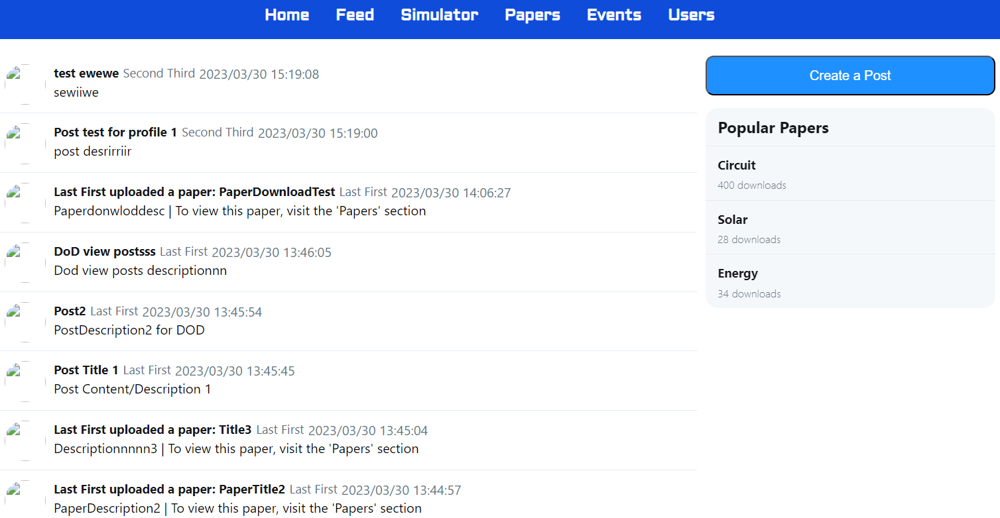 Home Feed Simulator Papers Events Users
test ewewe Second Third 2023/03/30 15:19:08
sewiiwe
Post test for profile 1 Second Third 2023/03/30 15:19:00
post desrirriir
Last First uploaded a paper: PaperDownloadTest Last First 2023/03/30 14:06:27
Paperdonwloddesc | To view this paper, visit the 'Papers' section
DoD view postsss Last First 2023/03/30 13:46:05
Dod view posts descriptionnn
Post2 Last First 2023/03/30 13:45:54
PostDescription2 for DOD
Post Title 1 Last First 2023/03/30 13:45:45
Post Content/Description 1
Last First uploaded a paper: Title3 Last First 2023/03/30 13:45:04
Descriptionnnnn3 | To view this paper, visit the 'Papers' section
Last First uploaded a paper: PaperTitle2 Last First 2023/03/30 13:44:57
PaperDescription2 | To view this paper, visit the 'Papers' section
Create a Post
Popular Papers
Circuit
400 downloads
Solar
28 downloads
Energy
34 downloads